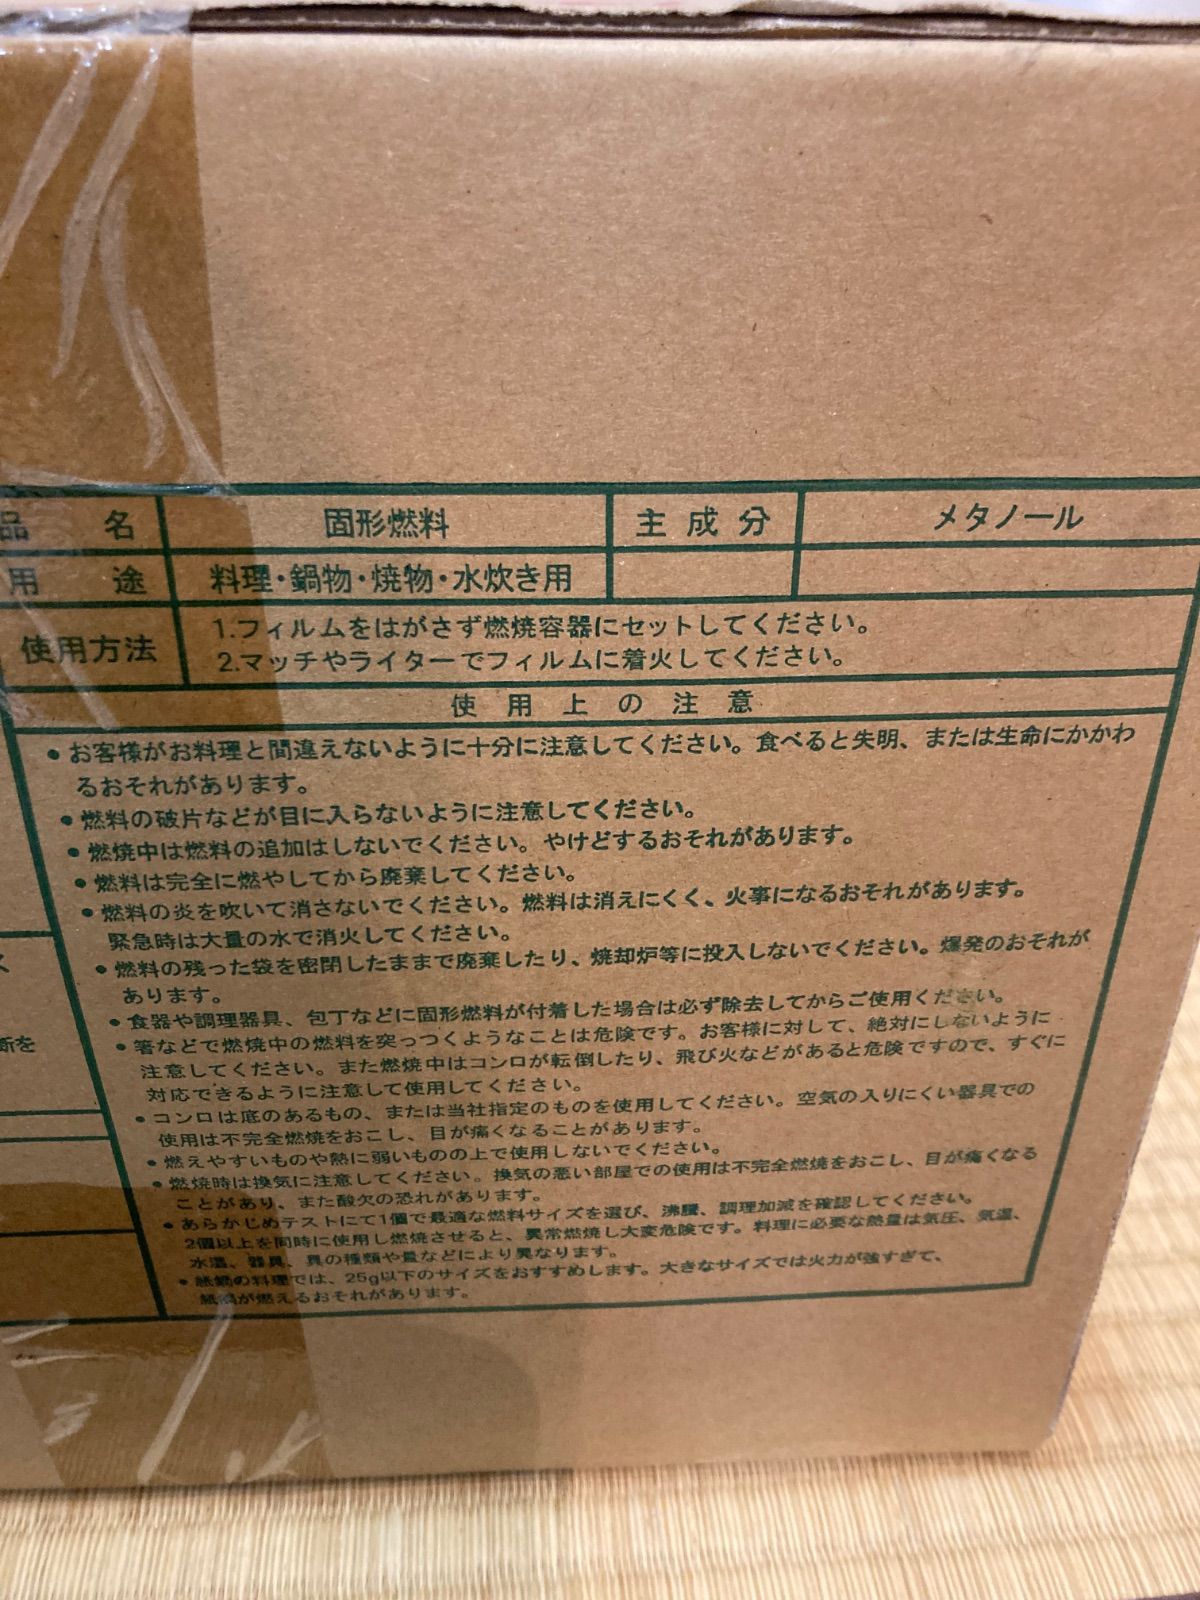 品名 固形燃料 主成分 メタノール
用途 料理・鍋物・焼物・水炊き用
使用方法
1.フィルムをはがさず燃焼容器にセットしてください。
2.マッチやライターでフィルムに着火してください。
使用上の注意
●お客様がお料理と間違えないように十分に注意してください。食べると失明、または生命にかかわ
るおそれがあります。
●燃料の破片などが目に入らないように注意してください。
●燃焼中は燃料の追加はしないでください。やけどするおそれがあります。
●燃料は完全に燃やしてから廃棄してください。
●燃料の炎を吹いて消さないでください。燃料は消えにくく、火事になるおそれがあります。
緊急時は大量の水で消火してください。
●燃料の残った袋を密閉したままで廃棄したり、焼却炉等に投入しないでください。爆発のおそれが
あります。
●食器や調理器具、包丁などに固形燃料が付着した場合は必ず除去してからご使用ください。
●箸などで燃焼中の燃料を突っつくようなことは危険です。お客様に対して、絶対にしないように
注意してください。また燃焼中はコンロが転倒したり、飛び火などがあると危険ですので、すぐに
対応できるように注意して使用してください。
●コンロは底のあるもの、または当社指定のものを使用してください。空気の入りにくい器具での
使用は不完全燃焼をおこし、目が痛くなることがあります。
●燃えやすいものや熱に弱いものの上で使用しないでください。
●燃焼時は換気に注意してください。換気の悪い部屋での使用は不完全燃焼をおこし、目が痛くなる
ことがあり、また酸欠の恐れがあります。
●あらかじめテストにて1個で最適な燃料サイズを選び、沸騰、調理加減を確認してください。
2個以上を同時に使用し燃焼させると、異常燃焼し大変危険です。料理に必要な熱量は気圧、気温、
水温、器具、具の種類や量などにより異なります。
●紙鍋の料理では、25g以下のサイズをおすすめします。大きなサイズでは火力が強すぎて、
紙鍋が燃えるおそれがあります。
ス
断を